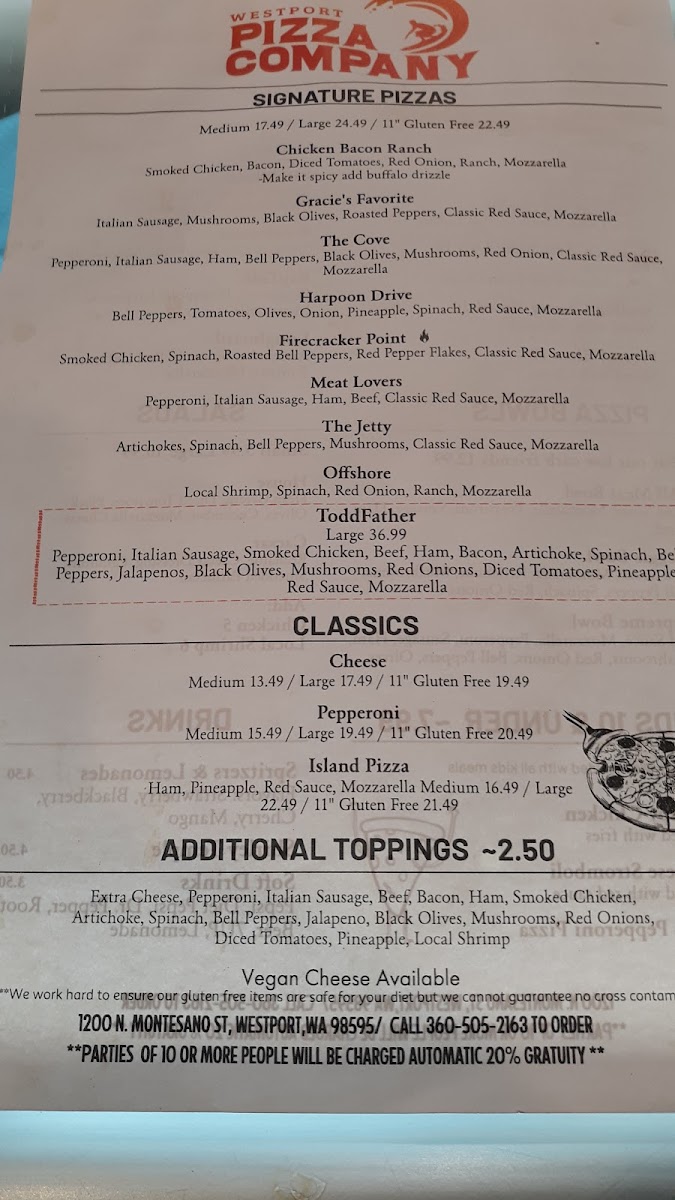 WESTPORT
PIZZA
COMPANY
SIGNATURE PIZZAS
Medium 17.49 / Large 24.49 / 11" Gluten Free 22.49
Chicken Bacon Ranch
Smoked Chicken, Bacon, Diced Tomatoes, Red Onion, Ranch, Mozzarella
-Make it spicy add buffalo drizzle
Gracie's Favorite
Italian Sausage, Mushrooms, Black Olives, Roasted Peppers, Classic Red Sauce, Mozzarella
The Cove
Pepperoni, Italian Sausage, Ham, Bell Peppers, Black Olives, Mushrooms, Red Onion, Classic Red Sauce,
Mozzarella
Harpoon Drive
Bell Peppers, Tomatoes, Olives, Onion, Pineapple, Spinach, Red Sauce, Mozzarella
Firecracker Point
Smoked Chicken, Spinach, Roasted Bell Peppers, Red Pepper Flakes, Classic Red Sauce, Mozzarella
Meat Lovers
Pepperoni, Italian Sausage, Ham, Beef, Classic Red Sauce, Mozzarella
The Jetty
Artichokes, Spinach, Bell Peppers, Mushrooms, Classic Red Sauce, Mozzarella
Offshore
Local Shrimp, Spinach, Red Onion, Ranch, Mozzarella
ToddFather
Large 36.99
Pepperoni, Italian Sausage, Smoked Chicken, Beef, Ham, Bacon, Artichoke, Spinach, Be
Peppers, Jalapenos, Black Olives, Mushrooms, Red Onions, Diced Tomatoes, Pineapple
Red Sauce, Mozzarella
CLASSICS
Cheese
Medium 13.49 / Large 17.49 / 11" Gluten Free 19.49
Pepperoni
Medium 15.49 / Large 19.49 / 11" Gluten Free 20.49
Island Pizza
Ham, Pineapple, Red Sauce, Mozzarella Medium 16.49 / Large
22.49 / 11" Gluten Free 21.49
ADDITIONAL TOPPINGS ~2.50
Extra Cheese, Pepperoni, Italian Sausage, Beef, Bacon, Ham, Smoked Chicken,
Artichoke, Spinach, Bell Peppers, Jalapeno, Black Olives, Mushrooms, Red Onions,
Diced Tomatoes, Pineapple, Local Shrimp
Vegan Cheese Available
**We work hard to ensure our gluten free items are safe for your diet but we cannot guarantee no cross contam
1200 N. MONTESANO ST, WESTPORT,WA 98595/ CALL 360-505-2163 TO ORDER
**PARTIES OF 10 OR MORE PEOPLE WILL BE CHARGED AUTOMATIC 20% GRATUITY **